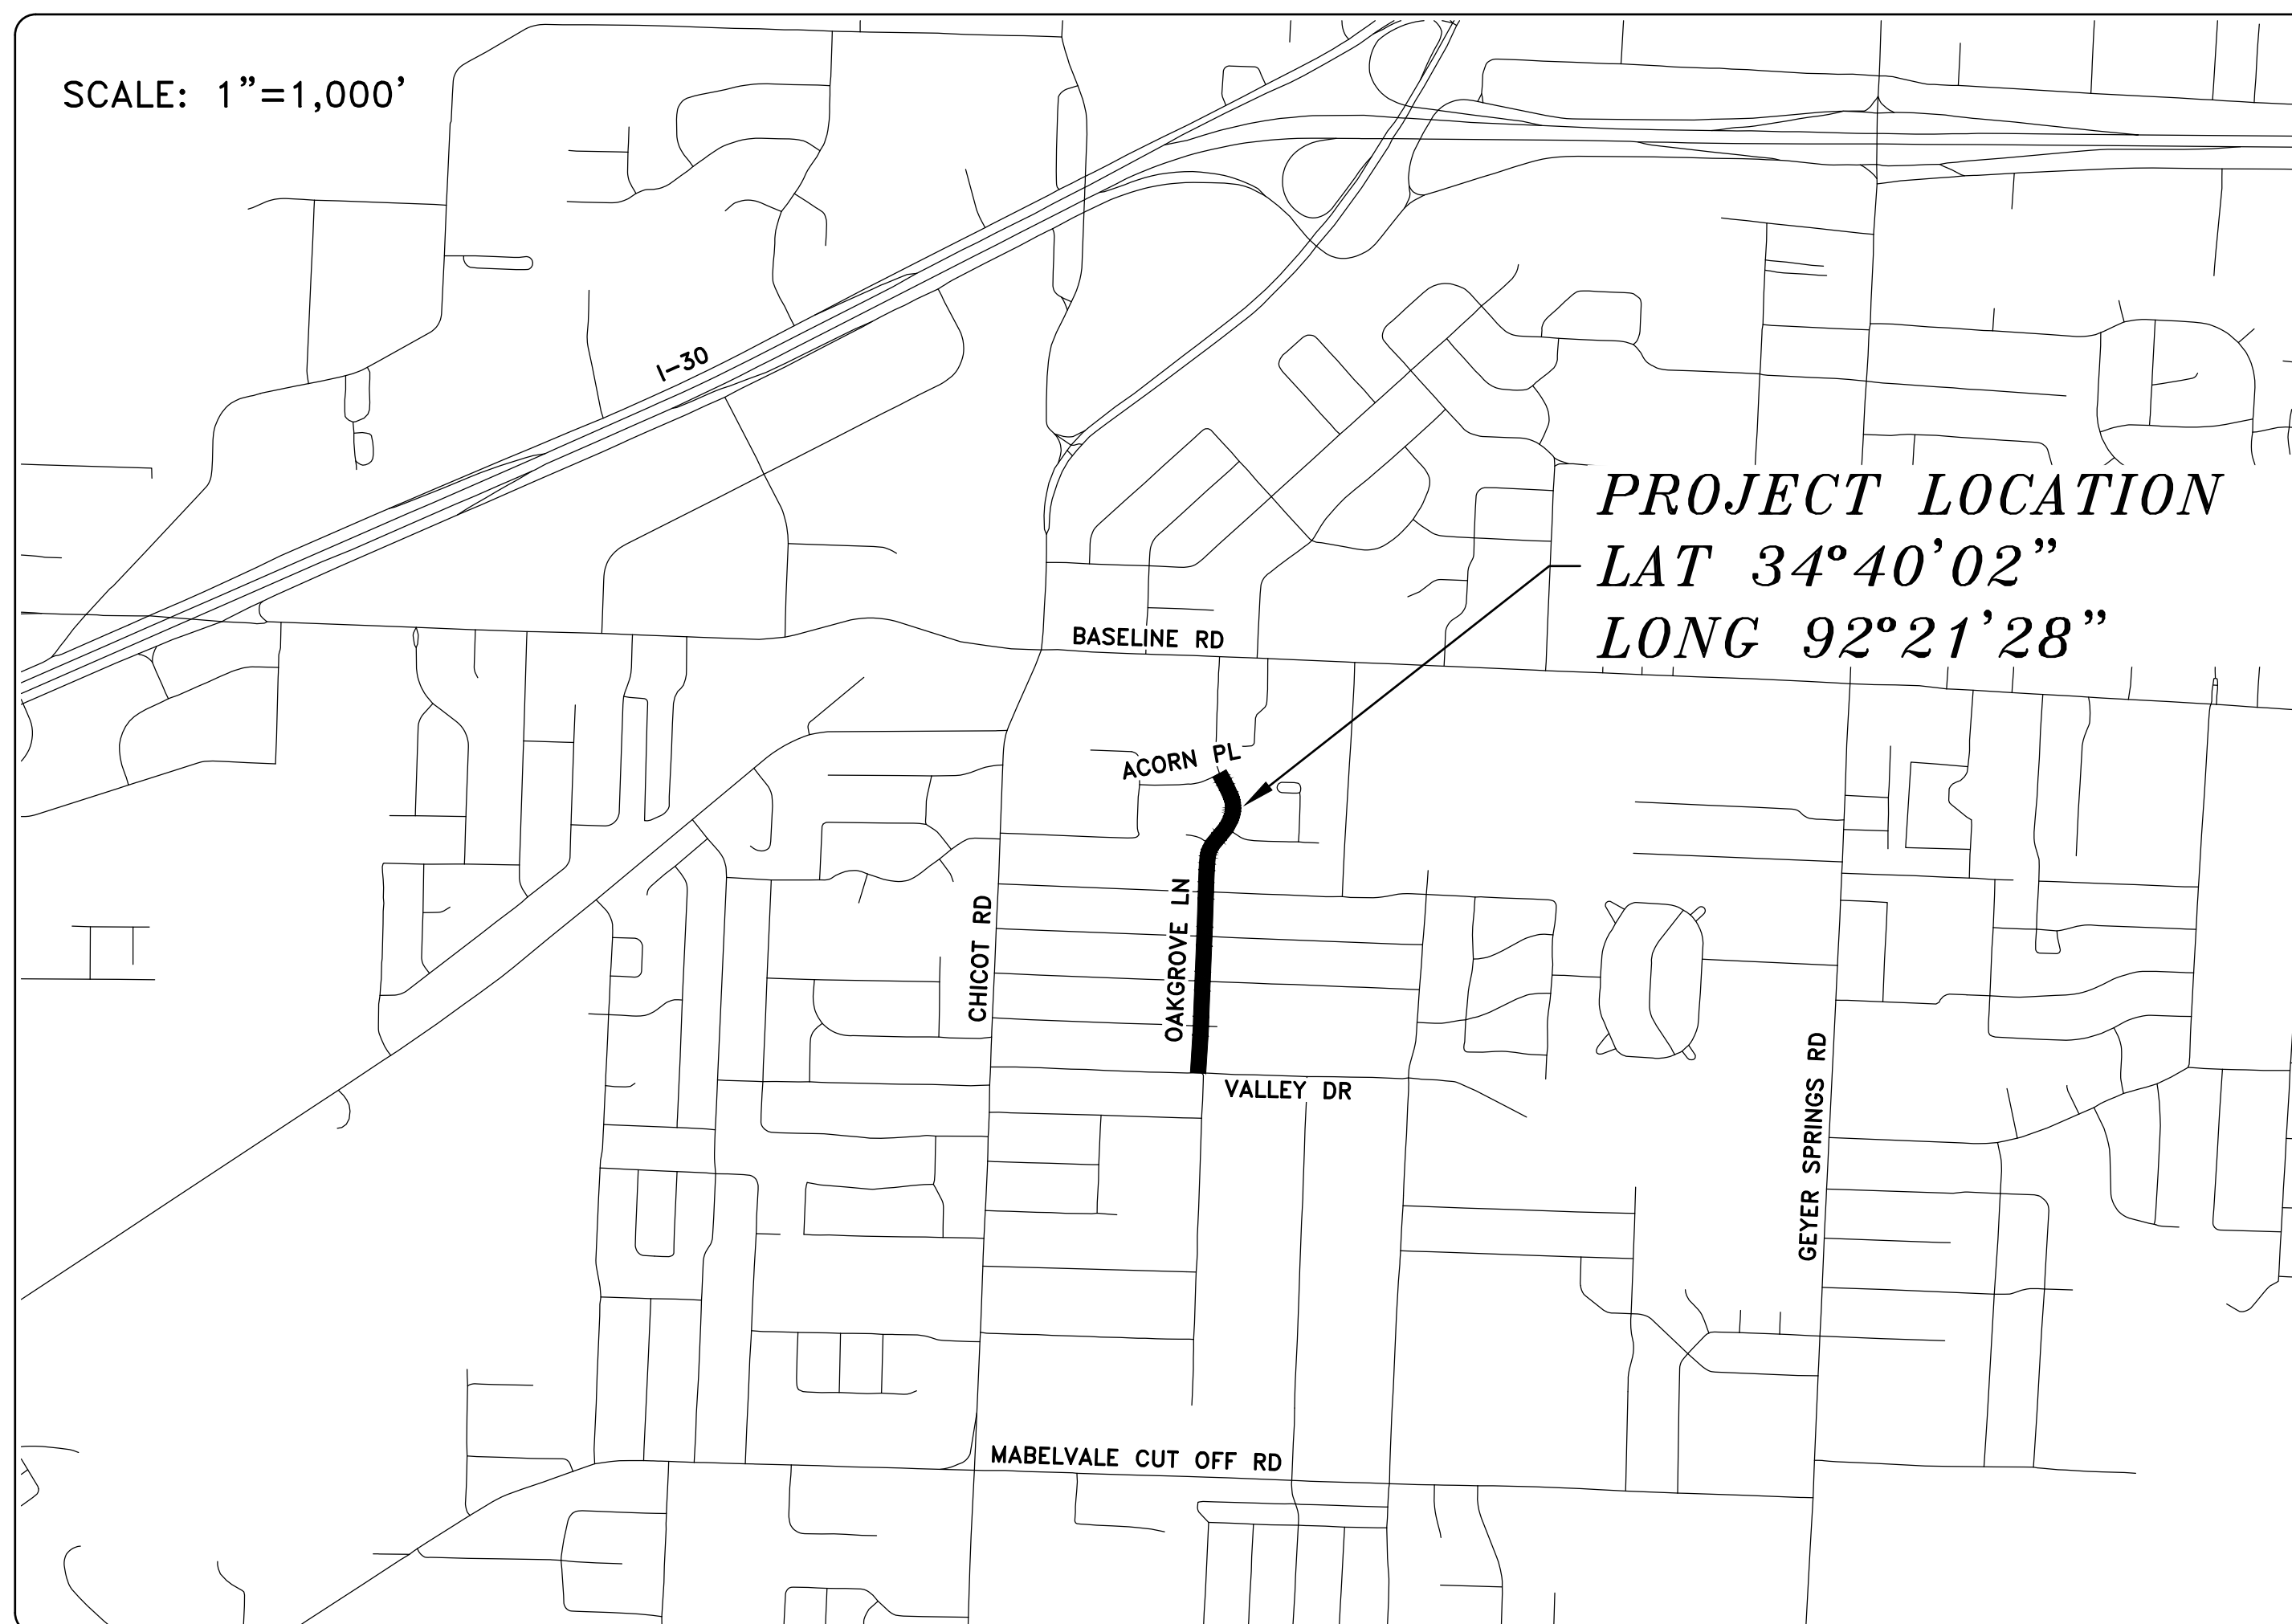 SCALE: 1”=1,000’
I-30
PROJECT LOCATION
LAT 34°40’02”
LONG 92°21’28”
BASELINE RD
ACORN PL
OAKGROVE LN
CHICOT RD
VALLEY DR
GEYER SPRINGS RD
MABELVALE CUT OFF RD